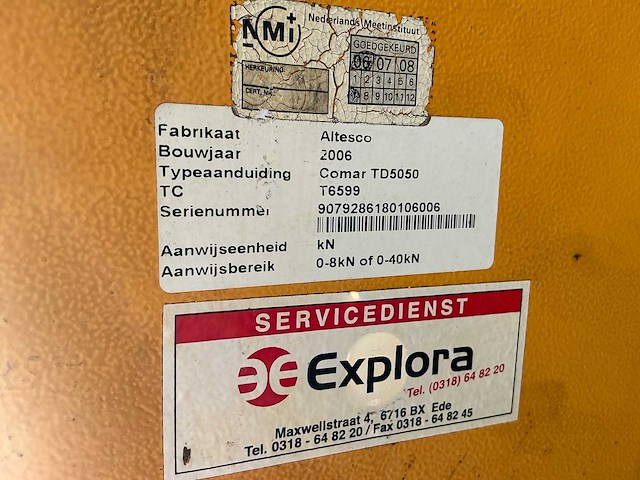 NMi
Nederlands Meetinstituut
GOEDGEKEURD
06 07 08
1 2 3 4 5 6
8 9 10 11 12
HERKEURING:
CERT. NR.:
Fabrikaat Altesco
Bouwjaar 2006
Typeaanduiding Comar TD5050
TC T6599
Serienummer 9079286180106006
Aanwijseenheid kN
Aanwijsbereik 0-8kN of 0-40kN
SERVICEDIENST
Explora
Tel. (0318) 64 82 20
Maxwellstraat 4, 6716 BX Ede
Tel. 0318 - 64 82 20 / Fax 0318 - 64 82 45